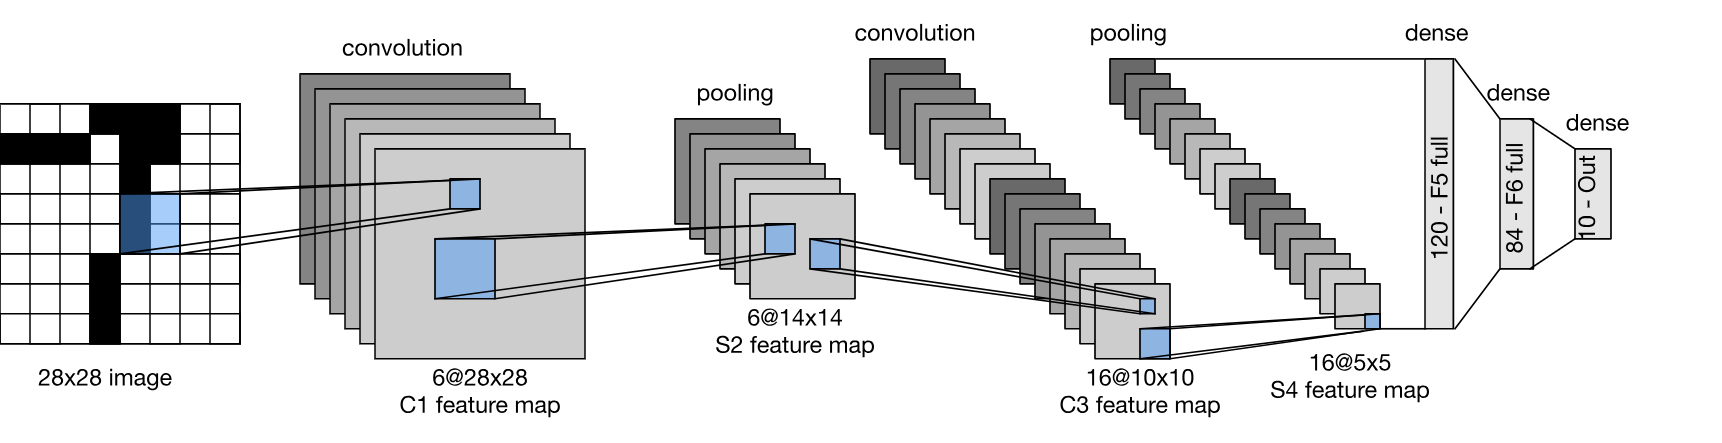 convolution
pooling
convolution
pooling
dense
dense
dense
28x28 image
6@28x28
C1 feature map
6@14x14
S2 feature map
16@10x10
C3 feature map
16@5x5
S4 feature map
120 - F5 full
84 - F6 full
10 - Out